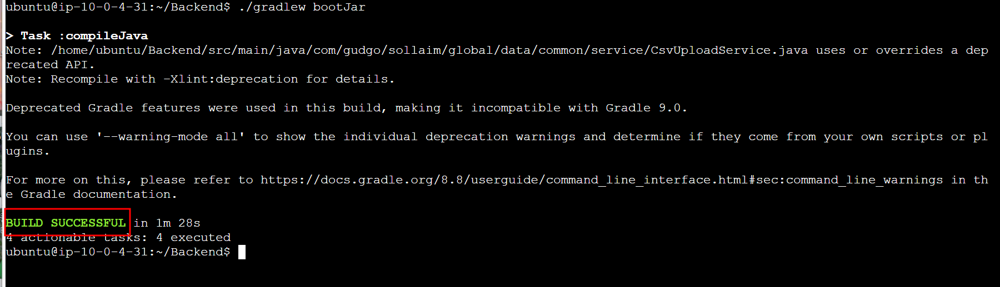 ubuntu@ip-10-0-4-31:~/Backend$ ./gradlew bootJar
> Task :compileJava
Note: /home/ubuntu/Backend/src/main/java/com/gudgo/sollaim/global/data/common/service/CsvUploadService.java uses or overrides a dep
recated API.
Note: Recompile with -Xlint:deprecation for details.
Deprecated Gradle features were used in this build, making it incompatible with Gradle 9.0.
You can use '--warning-mode all' to show the individual deprecation warnings and determine if they come from your own scripts or pl
ugins.
For more on this, please refer to https://docs.gradle.org/8.8/userguide/command_line_interface.html#sec:command_line_warnings in th
e Gradle documentation.
BUILD SUCCESSFUL in 1m 28s
4 actionable tasks: 4 executed
ubuntu@ip-10-0-4-31:~/Backend$